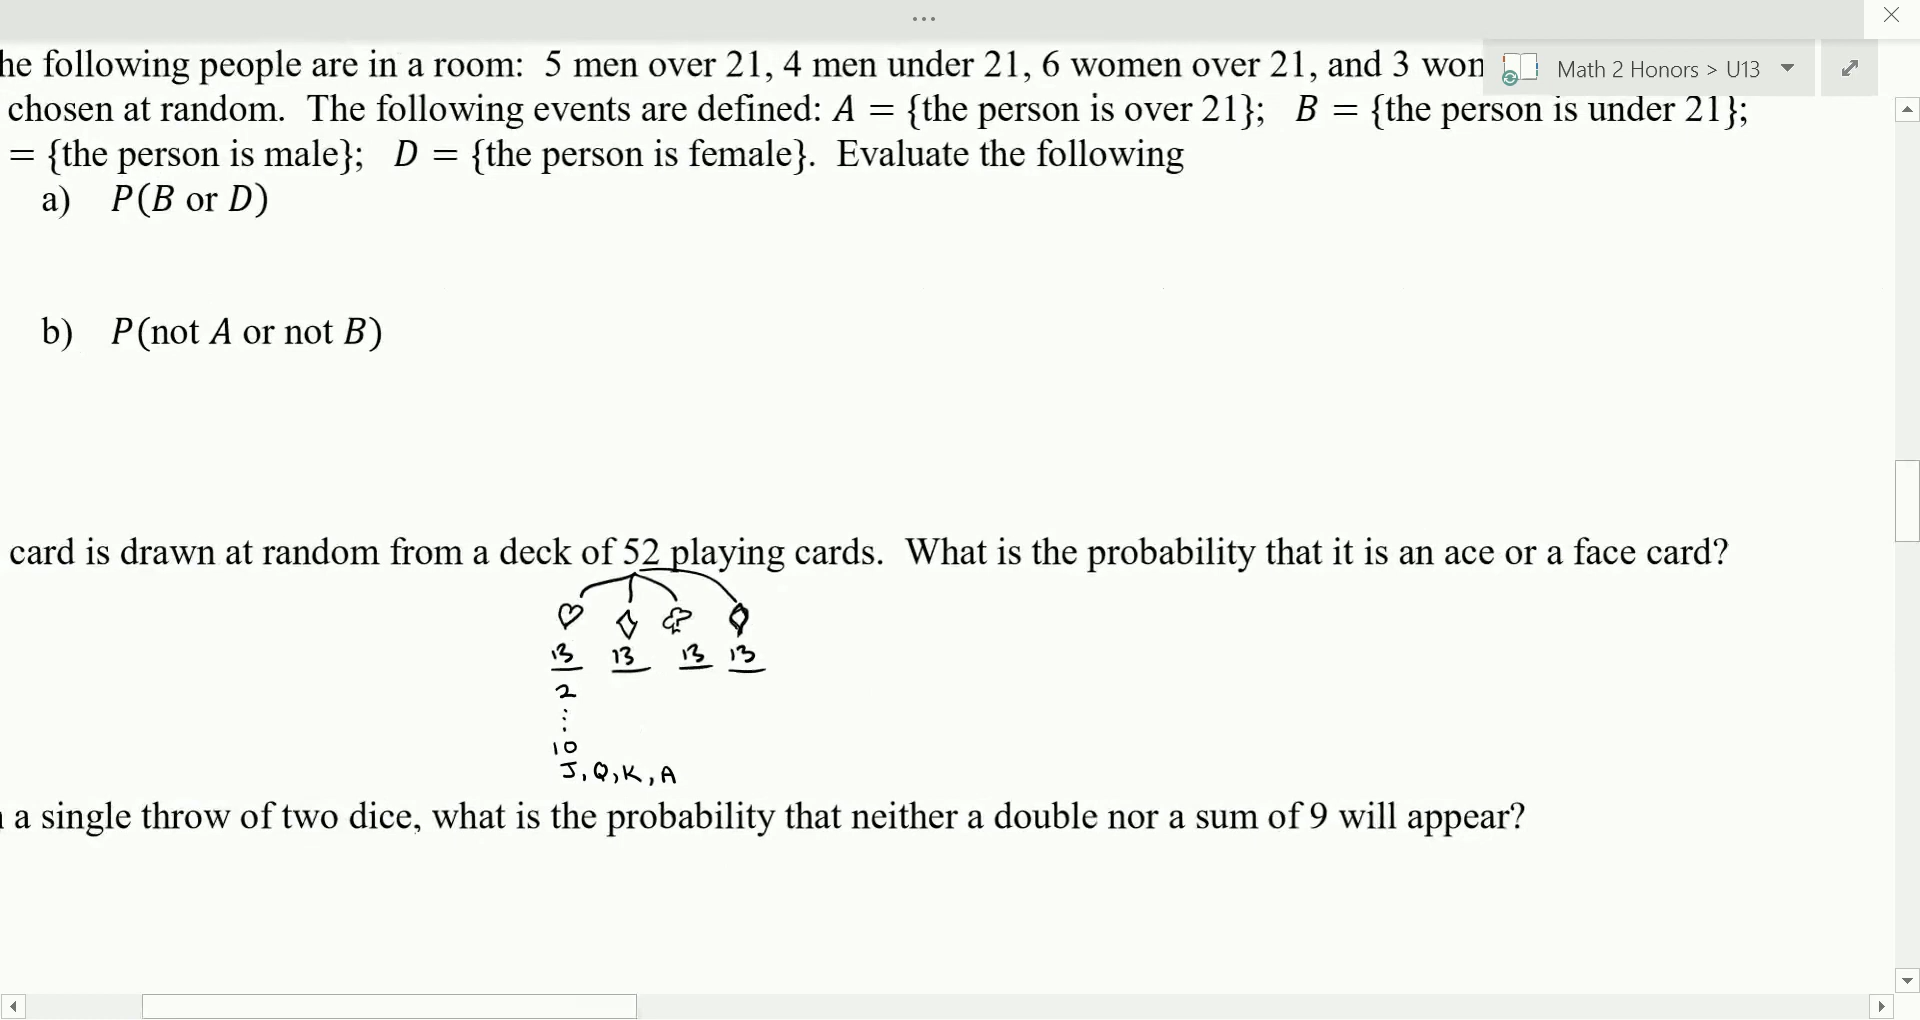 ...
he following people are in a room: 5 men over 21, 4 men under 21, 6 women over 21, and 3 won
Math 2 Honors > U13
chosen at random. The following events are defined: A = {the person is over 21}; B = {the person is under 21};
= {the person is male}; D = {the person is female}. Evaluate the following
a) P(B or D)
b) P(not A or not B)
card is drawn at random from a deck of 52 playing cards. What is the probability that it is an ace or a face card?
13 13 13 13
2
⋮
10
J, Q, K, A
a single throw of two dice, what is the probability that neither a double nor a sum of 9 will appear?